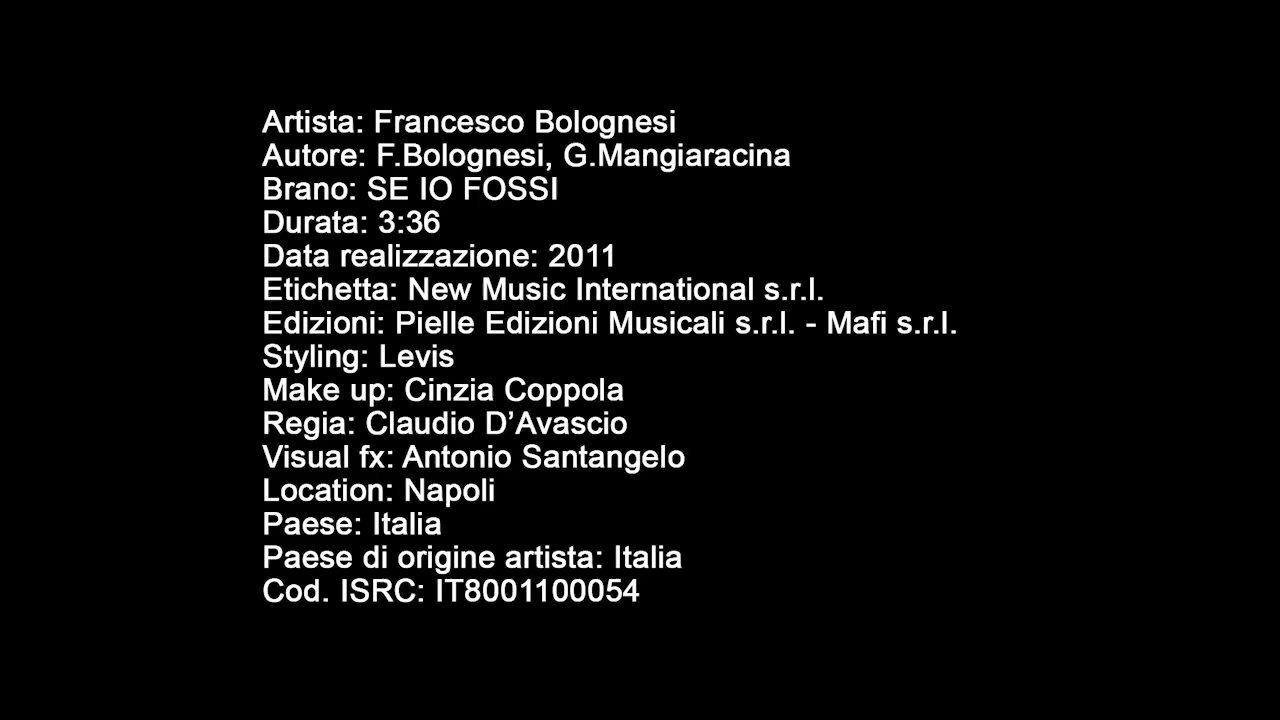 Artista: Francesco Bolognesi
Autore: F.Bolognesi, G.Mangiaracina
Brano: SE IO FOSSI
Durata: 3:36
Data realizzazione: 2011
Etichetta: New Music International s.r.l.
Edizioni: Pielle Edizioni Musicali s.r.l. - Mafi s.r.l.
Styling: Levis
Make up: Cinzia Coppola
Regia: Claudio D’Avascio
Visual fx: Antonio Santangelo
Location: Napoli
Paese: Italia
Paese di origine artista: Italia
Cod. ISRC: IT8001100054